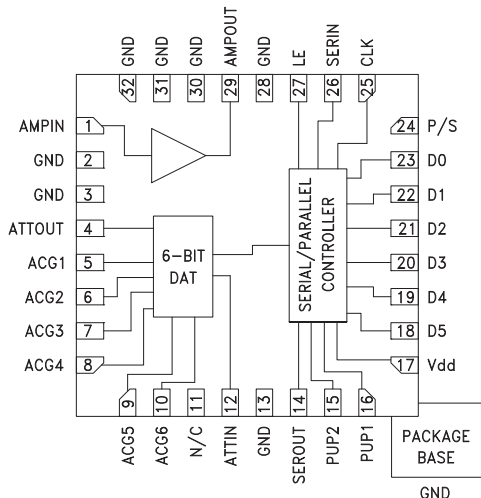 GND
GND
GND
AMPOUT
GND
LE
SERIN
CLK
32
31
30
29
28
27
26
25
AMPIN
1
GND
2
GND
3
ATTOUT
4
ACG1
5
ACG2
6
ACG3
7
ACG4
8
6-BIT
DAT
SERIAL/PARALLEL
CONTROLLER
24
P/S
23
D0
22
D1
21
D2
20
D3
19
D4
18
D5
17
Vdd
9
10
11
12
13
14
15
16
ACG5
ACG6
N/C
ATTIN
GND
SEROUT
PUP2
PUP1
PACKAGE
BASE
GND